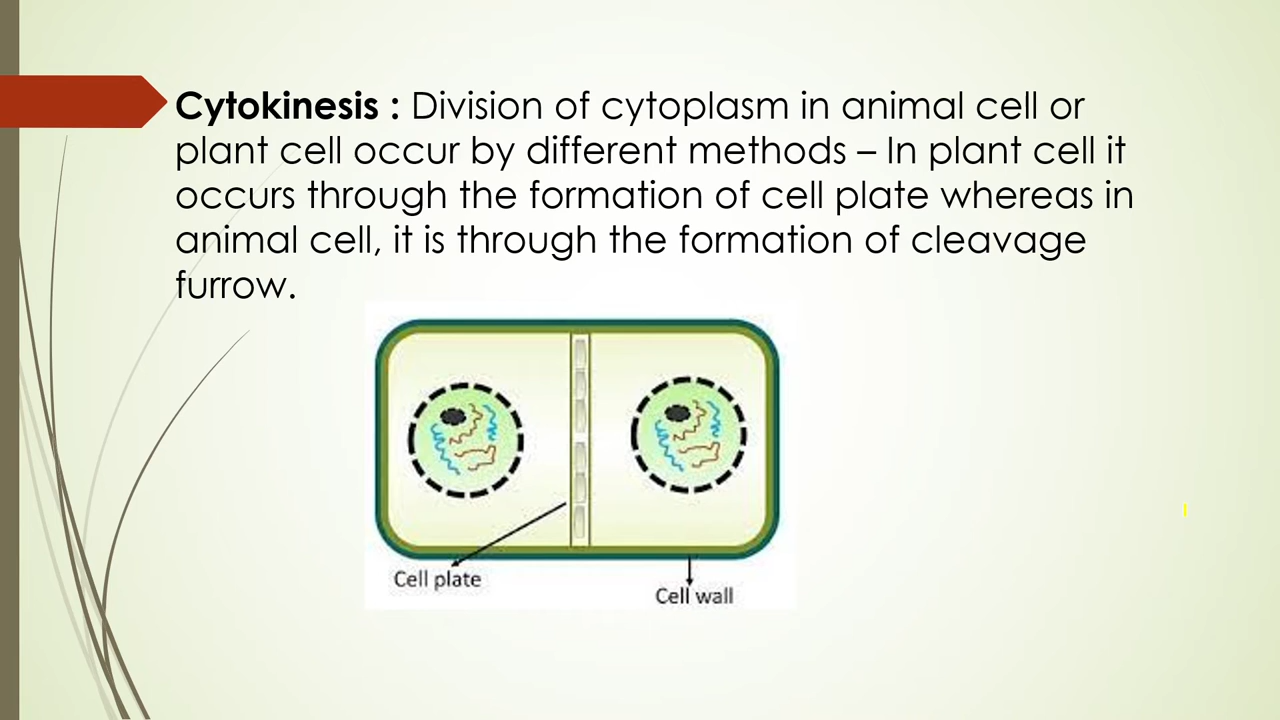 Cytokinesis : Division of cytoplasm in animal cell or
plant cell occur by different methods – In plant cell it
occurs through the formation of cell plate whereas in
animal cell, it is through the formation of cleavage
furrow.
Cell plate
Cell wall